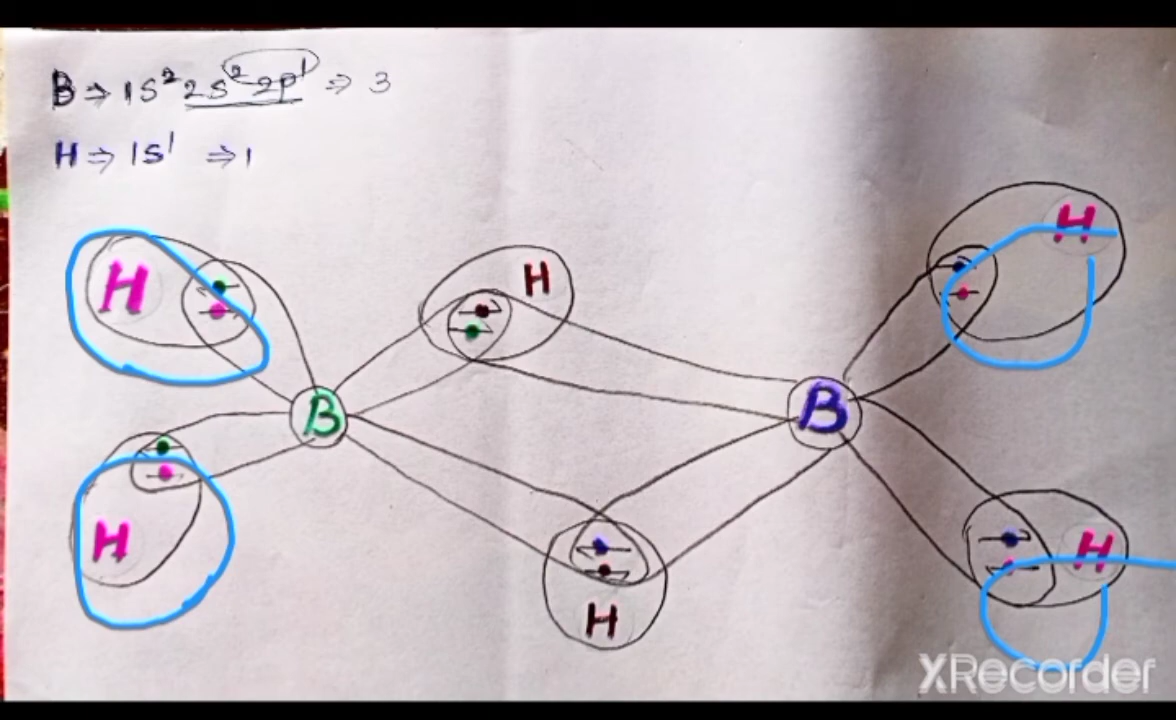 B ⇒ 1S² 2S² 2P¹ ⇒ 3
H ⇒ 1S¹ ⇒ 1
H
H
H
B
B
H
H
H
XRecorder